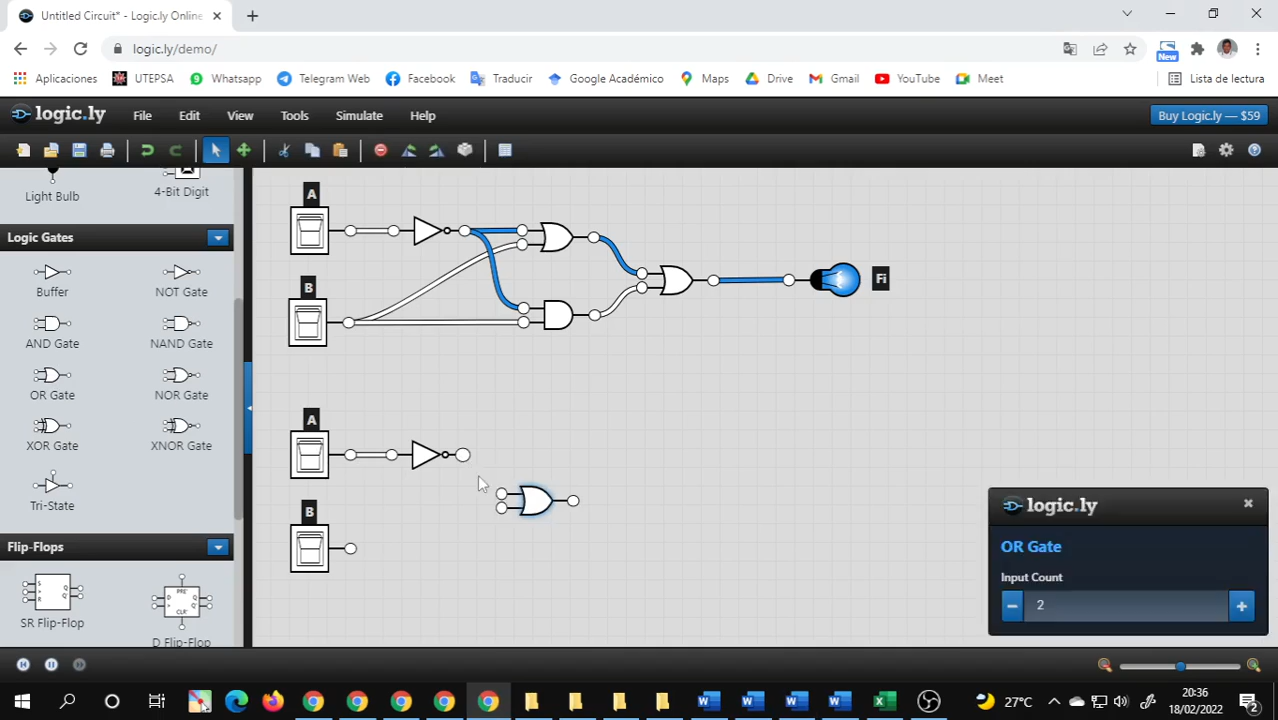 Untitled Circuit* - Logic.ly Online
logic.ly/demo/
New
Aplicaciones
UTEPSA
Whatsapp
Telegram Web
Facebook
Traducir
Google Académico
Maps
Drive
Gmail
YouTube
Meet
Lista de lectura
logic.ly
File
Edit
View
Tools
Simulate
Help
Buy Logic.ly — $59
Light Bulb
4-Bit Digit
Logic Gates
Buffer
NOT Gate
AND Gate
NAND Gate
OR Gate
NOR Gate
XOR Gate
XNOR Gate
Tri-State
Flip-Flops
SR Flip-Flop
D Flip-Flop
A
B
Fi
A
B
logic.ly
OR Gate
Input Count
2
27°C
20:36
18/02/2022
2